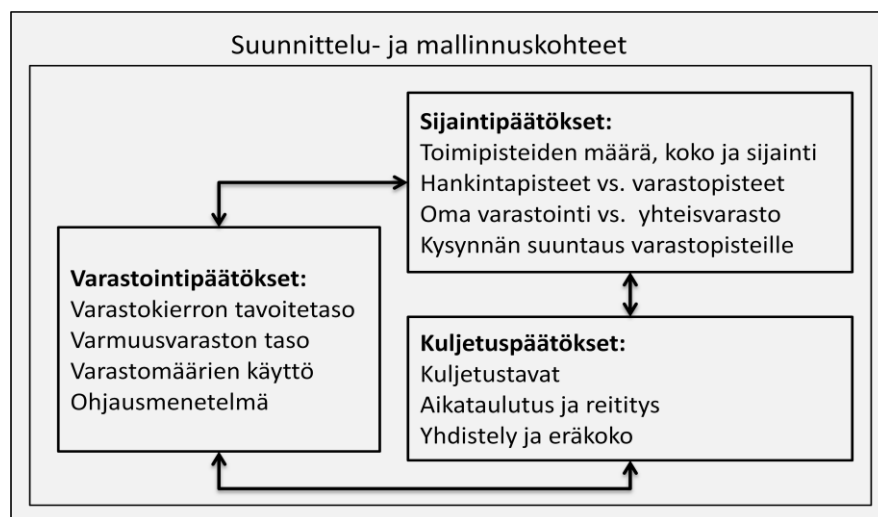 Suunnittelu- ja mallinnuskohteet
Sijaintipäätökset:
Toimipisteiden määrä, koko ja sijainti
Hankintapisteet vs. varastopisteet
Oma varastointi vs. yhteisvarasto
Kysynnän suuntaus varastopisteille
Varastointipäätökset:
Varastokierron tavoitetaso
Varmuusvaraston taso
Varastomäärien käyttö
Ohjausmenetelmä
Kuljetuspäätökset:
Kuljetustavat
Aikataulutus ja reititys
Yhdistely ja eräkoko